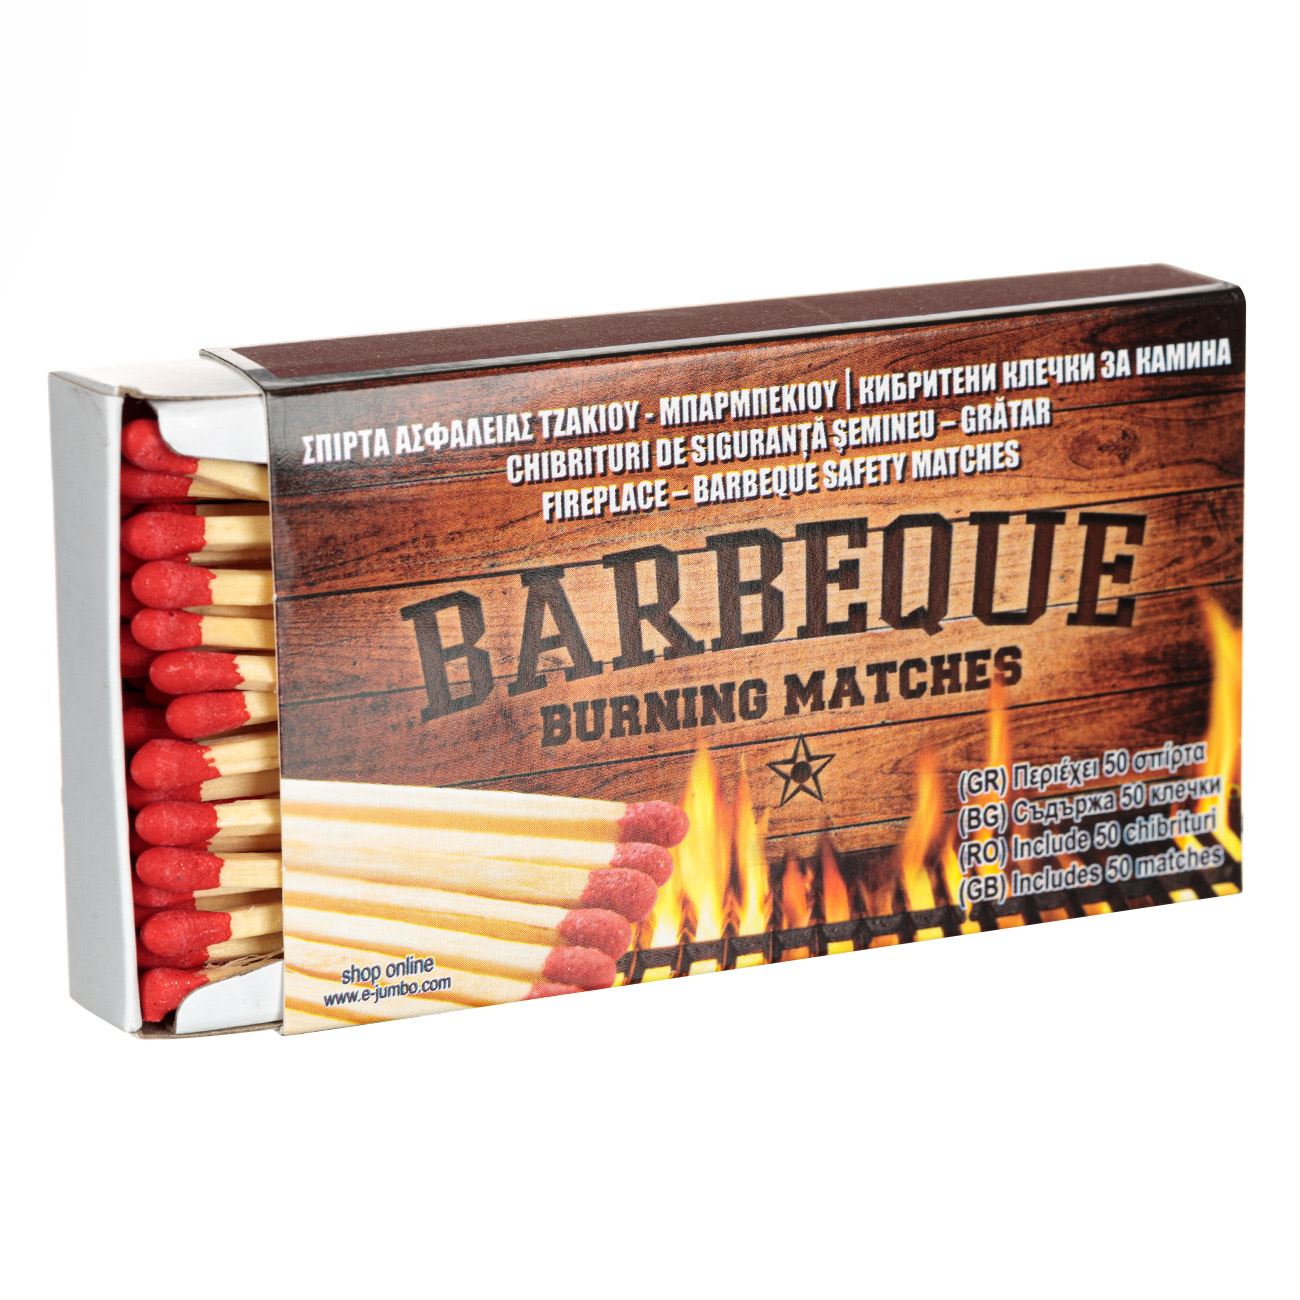 ΣΠΙΡΤΑ ΑΣΦΑΛΕΙΑΣ ΤΖΑΚΙΟΥ - ΜΠΑΡΜΠΕΚΙΟΥ | КИБРИТЕНИ КЛЕЧКИ ЗА КАМИНА
CHIBRITURI DE SIGURANȚĂ ȘEMINEU – GRĂTAR
FIREPLACE – BARBEQUE SAFETY MATCHES
BARBEQUE
BURNING MATCHES
(GR) Περιέχει 50 σπίρτα
(BG) Съдържа 50 клечки
(RO) Include 50 chibrituri
(GB) Includes 50 matches
shop online
www.e-jumbo.com